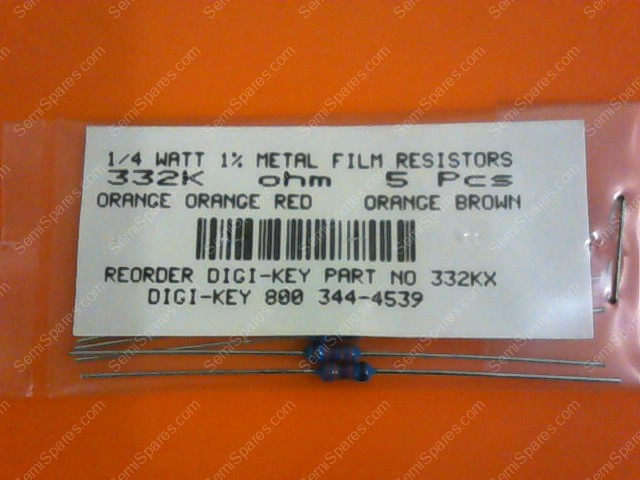 1/4 WATT 1% METAL FILM RESISTORS
332K ohm 5 Pcs
ORANGE ORANGE RED ORANGE BROWN
REORDER DIGI-KEY PART NO 332KX
DIGI-KEY 800 344-4539
SemiSpares.com